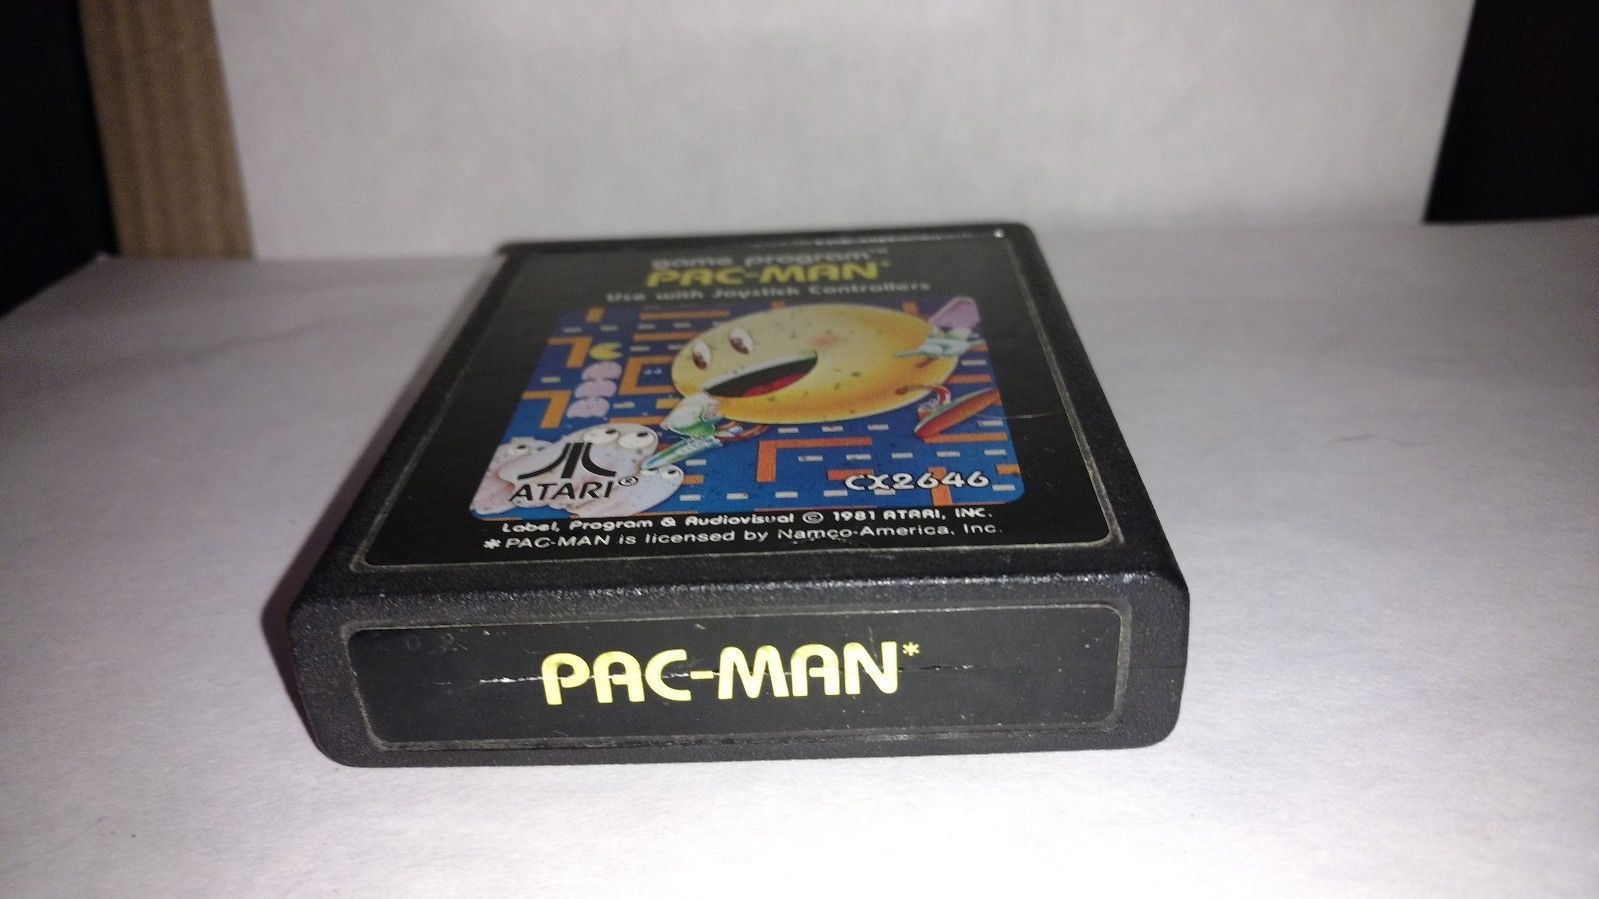 game program™
PAC-MAN*
Use with Joystick Controllers
ATARI®
CX2646
Label, Program & Audiovisual © 1981 ATARI, INC.
*PAC-MAN is licensed by Namco-America, Inc.
PAC-MAN*